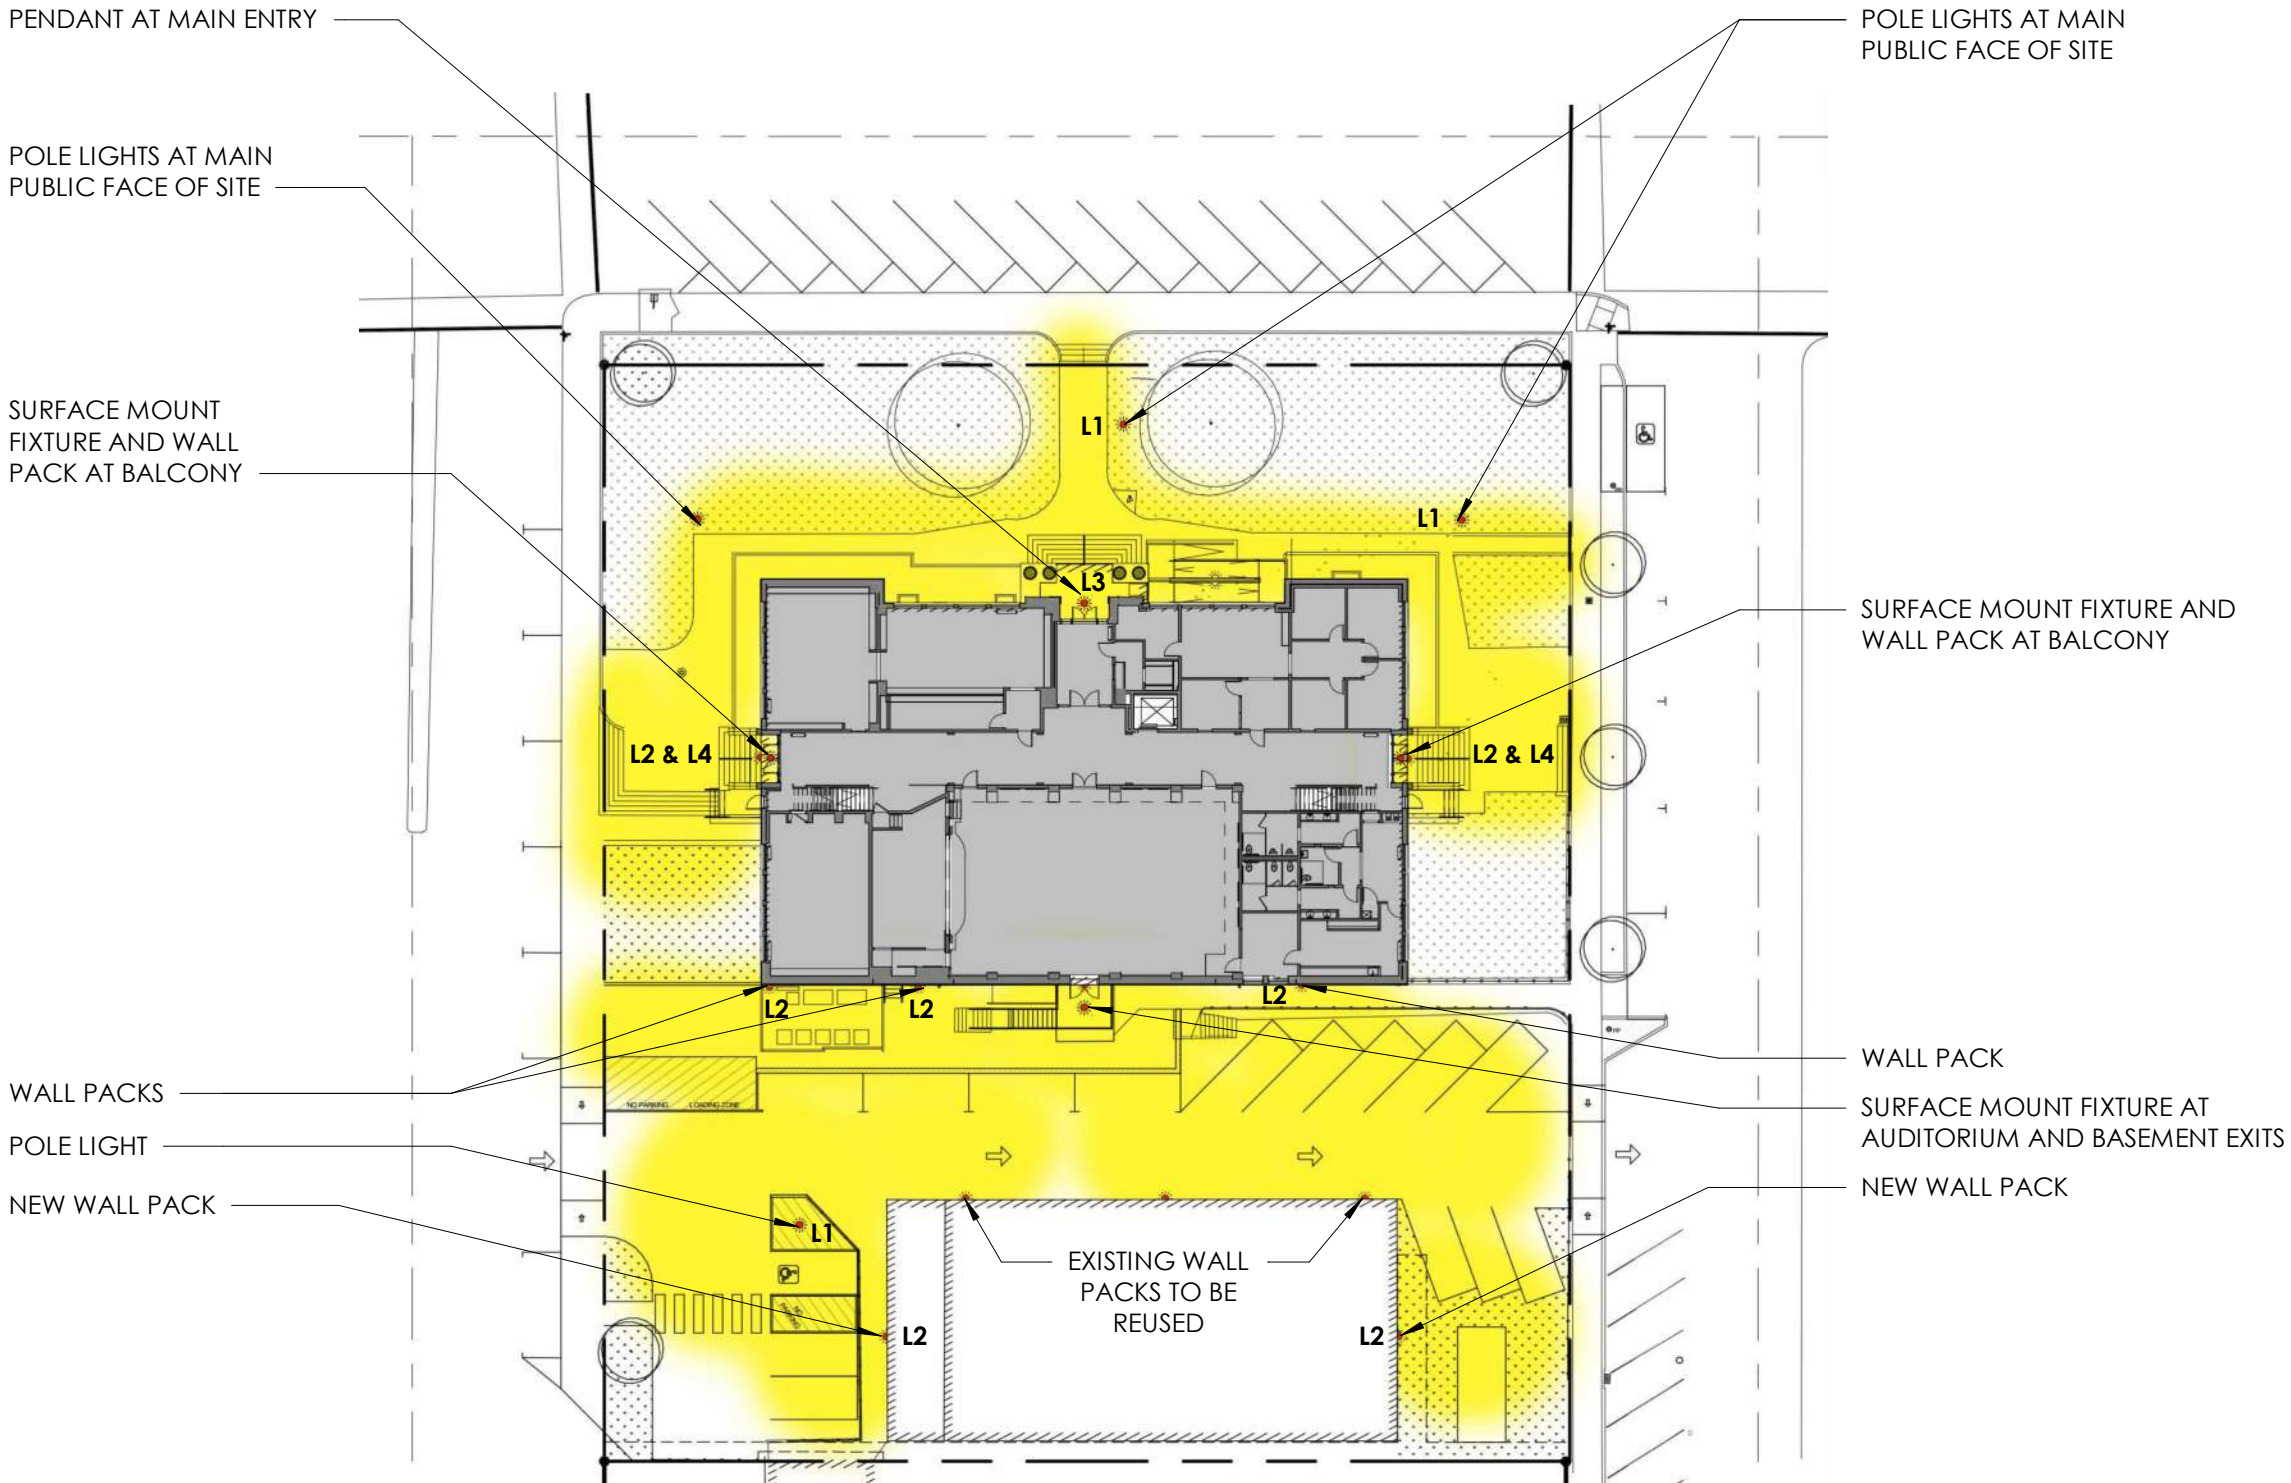 PENDANT AT MAIN ENTRY
POLE LIGHTS AT MAIN
PUBLIC FACE OF SITE
POLE LIGHTS AT MAIN
PUBLIC FACE OF SITE
SURFACE MOUNT
FIXTURE AND WALL
PACK AT BALCONY
L1
L1
L3
SURFACE MOUNT FIXTURE AND
WALL PACK AT BALCONY
L2 & L4
L2 & L4
L2
L2
L2
WALL PACKS
WALL PACK
NO PARKING
LOADING ZONE
SURFACE MOUNT FIXTURE AT
AUDITORIUM AND BASEMENT EXITS
POLE LIGHT
NEW WALL PACK
NEW WALL PACK
L1
EXISTING WALL
PACKS TO BE
REUSED
NO
PARKING
L2
L2